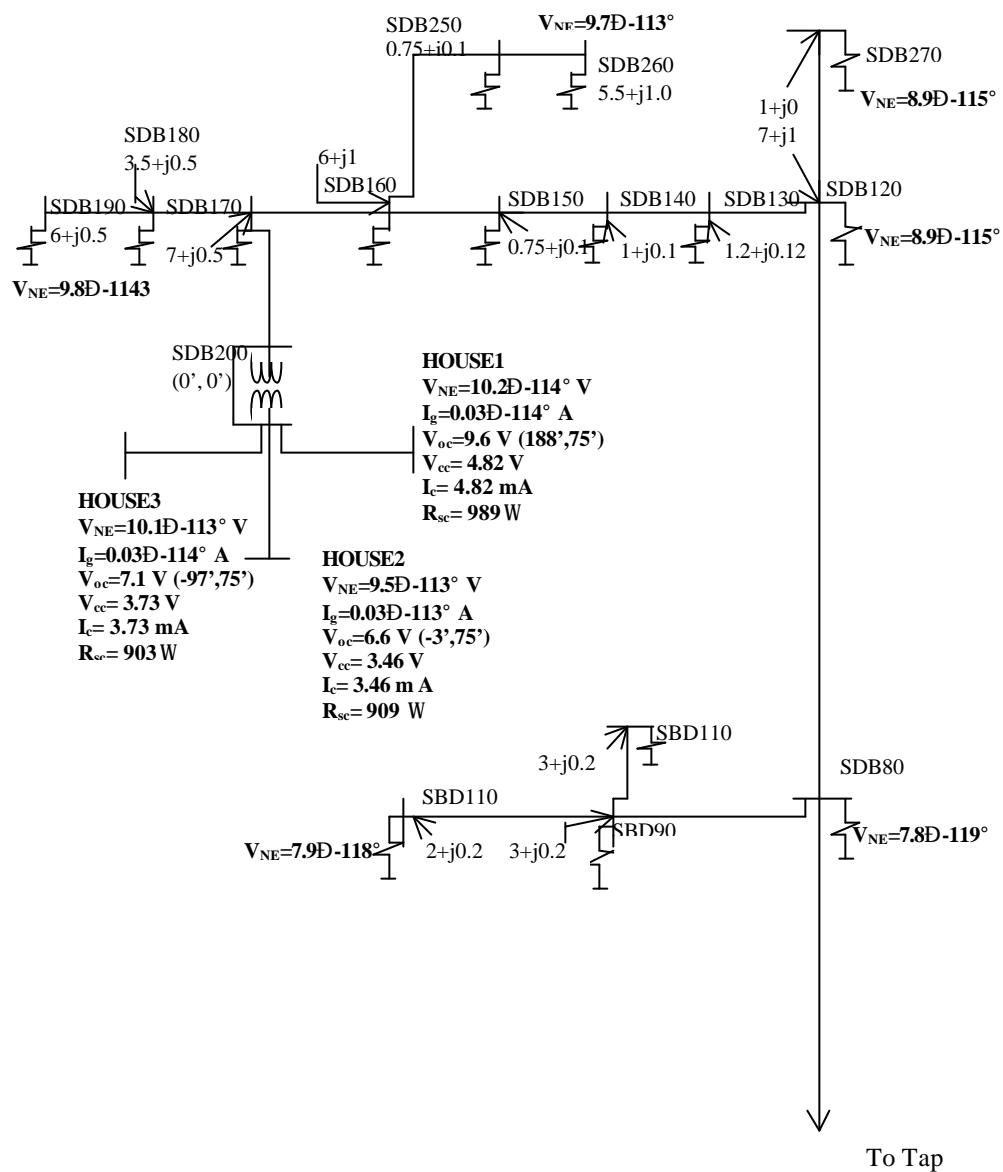 SDB250
0.75+j0.1
V_NE=9.7Ð-113°
SDB260
5.5+j1.0
SDB270
1+j0
7+j1
V_NE=8.9Ð-115°
SDB180
3.5+j0.5
6+j1
SDB160
SDB190
6+j0.5
SDB170
7+j0.5
SDB150
0.75+j0.1
SDB140
1+j0.1
SDB130
1.2+j0.12
SDB120
V_NE=8.9Ð-115°
V_NE=9.8Ð-1143
SDB200
(0', 0')
HOUSE1
V_NE=10.2Ð-114° V
I_g=0.03Ð-114° A
V_oc=9.6 V (188',75')
V_cc= 4.82 V
I_c= 4.82 mA
R_sc= 989 W
HOUSE3
V_NE=10.1Ð-113° V
I_g=0.03Ð-114° A
V_oc=7.1 V (-97',75')
V_cc= 3.73 V
I_c= 3.73 mA
R_sc= 903 W
HOUSE2
V_NE=9.5Ð-113° V
I_g=0.03Ð-113° A
V_oc=6.6 V (-3',75')
V_cc= 3.46 V
I_c= 3.46 m A
R_sc= 909 W
SBD110
3+j0.2
SDB80
SBD110
SBD90
V_NE=7.9Ð-118°
2+j0.2
3+j0.2
V_NE=7.8Ð-119°
To Tap